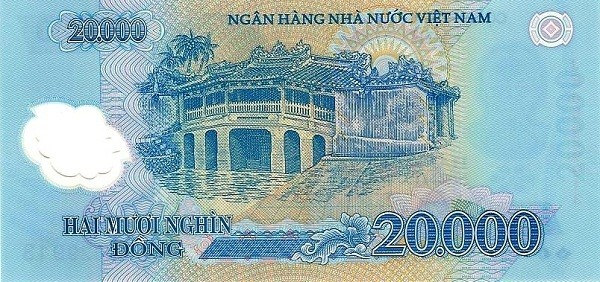 20.000
NGÂN HÀNG NHÀ NƯỚC VIỆT NAM
HAI MƯƠI NGHÌN
ĐỒNG
20.000